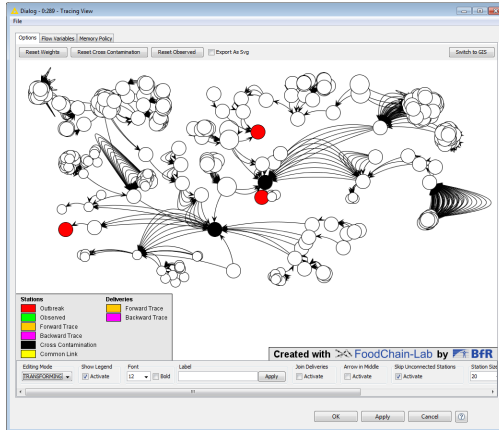 Dialog - 0:289 - Tracing View
File
Options Flow Variables Memory Policy
Reset Weights Reset Cross Contamination Reset Observed Export As Svg Switch to GIS
Stations Deliveries
Outbreak Forward Trace
Observed Backward Trace
Forward Trace
Backward Trace
Cross Contamination
Common Link
Created with FoodChain-Lab by BfR
Editing Mode Show Legend Font Label Join Deliveries Arrow in Middle Skip Unconnected Stations Station Size
TRANSFORMING Activate 12 Bold Apply Activate Activate Activate 20
OK Apply Cancel ?